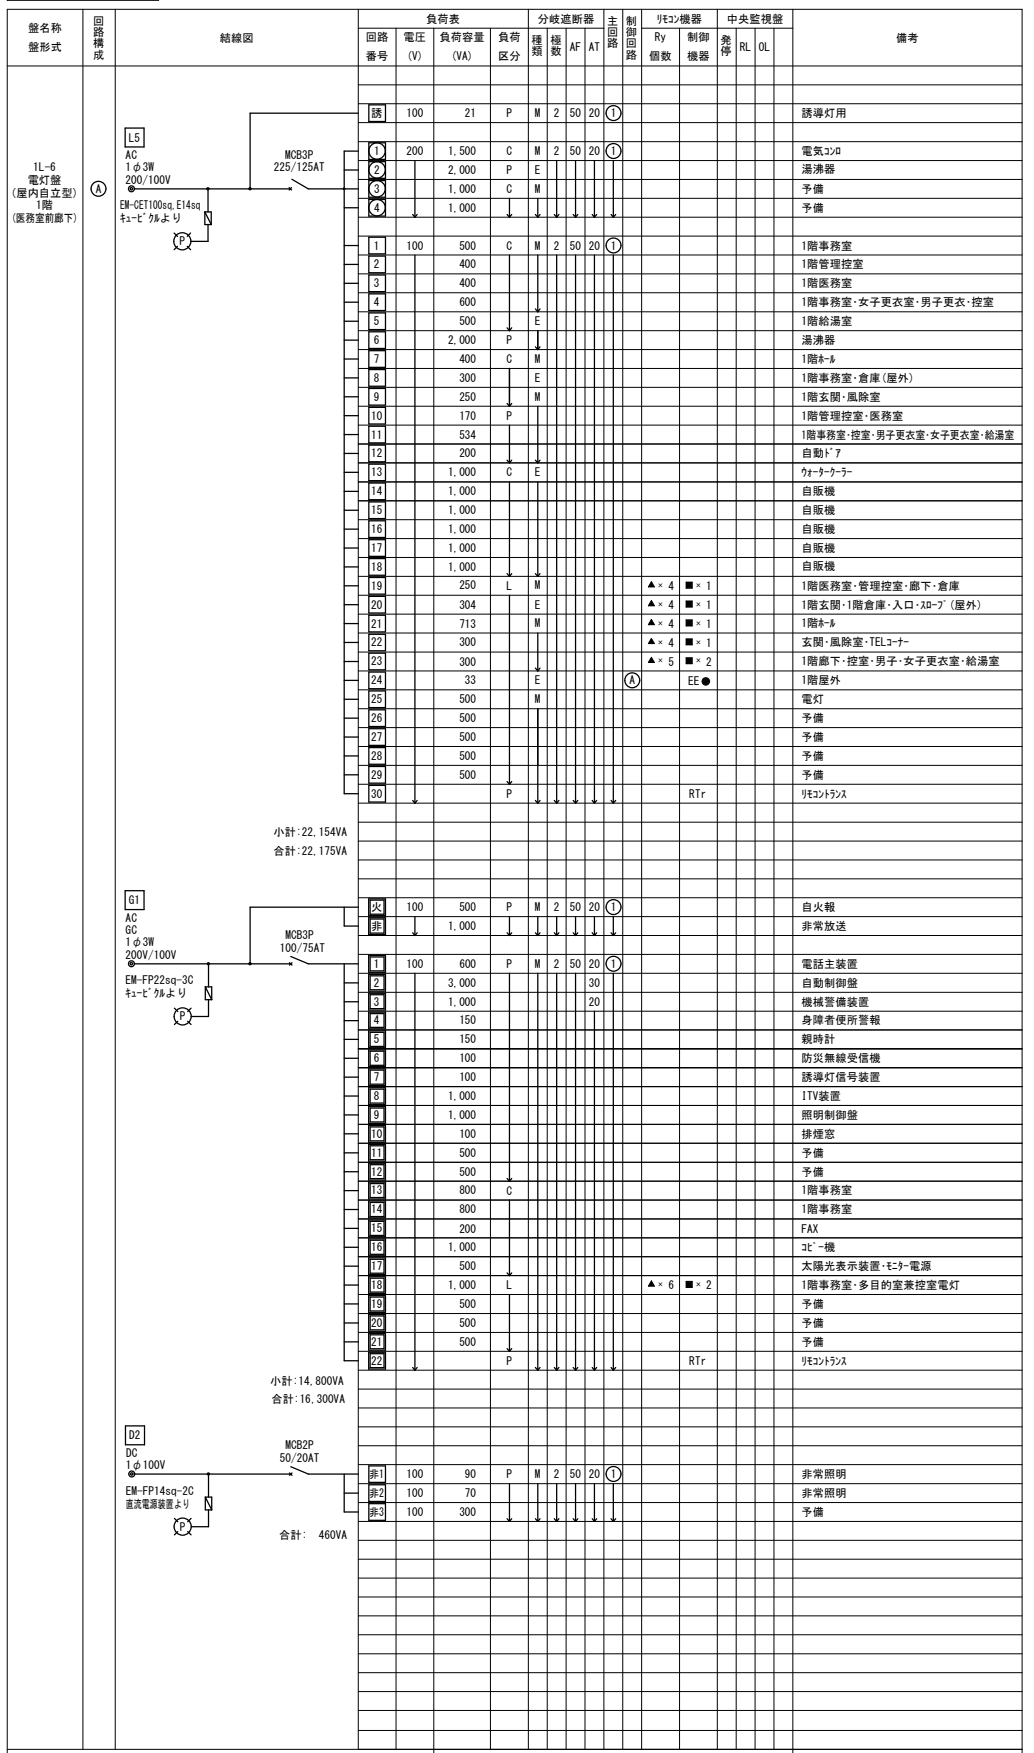 盤名称 盤形式 回路構成 結線図 負荷表 分岐遮断器 主回路 制御回路 ﾘﾓｺﾝ機器 中央監視盤 備考
回路番号 電圧(V) 負荷容量(VA) 負荷区分 種類 極数 AF AT Ry個数 制御機器 発停 RL OL
1L-6
電灯盤
(屋内自立型)
1階
(医務室前廊下)
A
L5
AC
1φ3W
200/100V
EM-CET100sq,E14sq
ｷｭｰﾋﾞｸﾙより
P
MCB3P
225/125AT
誘 100 21 P M 2 50 20 1 誘導灯用
1 200 1,500 C M 2 50 20 1 電気ｺﾝﾛ
2 2,000 P E 湯沸器
3 1,000 C M 予備
4 1,000 予備
1 100 500 C M 2 50 20 1 1階事務室
2 400 1階管理控室
3 400 1階医務室
4 600 1階事務室･女子更衣室･男子更衣･控室
5 500 E 1階給湯室
6 2,000 P 湯沸器
7 400 C M 1階ﾎｰﾙ
8 300 E 1階事務室･倉庫(屋外)
9 250 M 1階玄関･風除室
10 170 P 1階管理控室･医務室
11 534 1階事務室･控室･男子更衣室･女子更衣室･給湯室
12 200 自動ﾄﾞｱ
13 1,000 C E ｳｫｰﾀｰｸｰﾗｰ
14 1,000 自販機
15 1,000 自販機
16 1,000 自販機
17 1,000 自販機
18 1,000 自販機
19 250 L M ▲× 4 ■× 1 1階医務室･管理控室･廊下･倉庫
20 304 E ▲× 4 ■× 1 1階玄関･1階倉庫･入口･ｽﾛｰﾌﾟ(屋外)
21 713 M ▲× 4 ■× 1 1階ﾎｰﾙ
22 300 ▲× 4 ■× 1 玄関･風除室･TELｺｰﾅｰ
23 300 ▲× 5 ■× 2 1階廊下･控室･男子･女子更衣室･給湯室
24 33 E A EE● 1階屋外
25 500 M 電灯
26 500 予備
27 500 予備
28 500 予備
29 500 予備
30 P RTr ﾘﾓｺﾝﾄﾗﾝｽ
小計:22,154VA
合計:22,175VA
G1
AC
GC
1φ3W
200V/100V
EM-FP22sq-3C
ｷｭｰﾋﾞｸﾙより
P
MCB3P
100/75AT
火 100 500 P M 2 50 20 1 自火報
非 1,000 非常放送
1 100 600 P M 2 50 20 1 電話主装置
2 3,000 30 自動制御盤
3 1,000 20 機械警備装置
4 150 身障者便所警報
5 150 親時計
6 100 防災無線受信機
7 100 誘導灯信号装置
8 1,000 ITV装置
9 1,000 照明制御盤
10 100 排煙窓
11 500 予備
12 500 予備
13 800 C 1階事務室
14 800 1階事務室
15 200 FAX
16 1,000 ｺﾋﾟｰ機
17 500 太陽光表示装置･ﾓﾆﾀｰ電源
18 1,000 L ▲× 6 ■× 2 1階事務室･多目的室兼控室電灯
19 500 予備
20 500 予備
21 500 予備
22 P RTr ﾘﾓｺﾝﾄﾗﾝｽ
小計:14,800VA
合計:16,300VA
D2
DC
1φ100V
EM-FP14sq-2C
直流電源装置より
P
MCB2P
50/20AT
非1 100 90 P M 2 50 20 1 非常照明
非2 100 70 非常照明
非3 100 300 予備
合計: 460VA